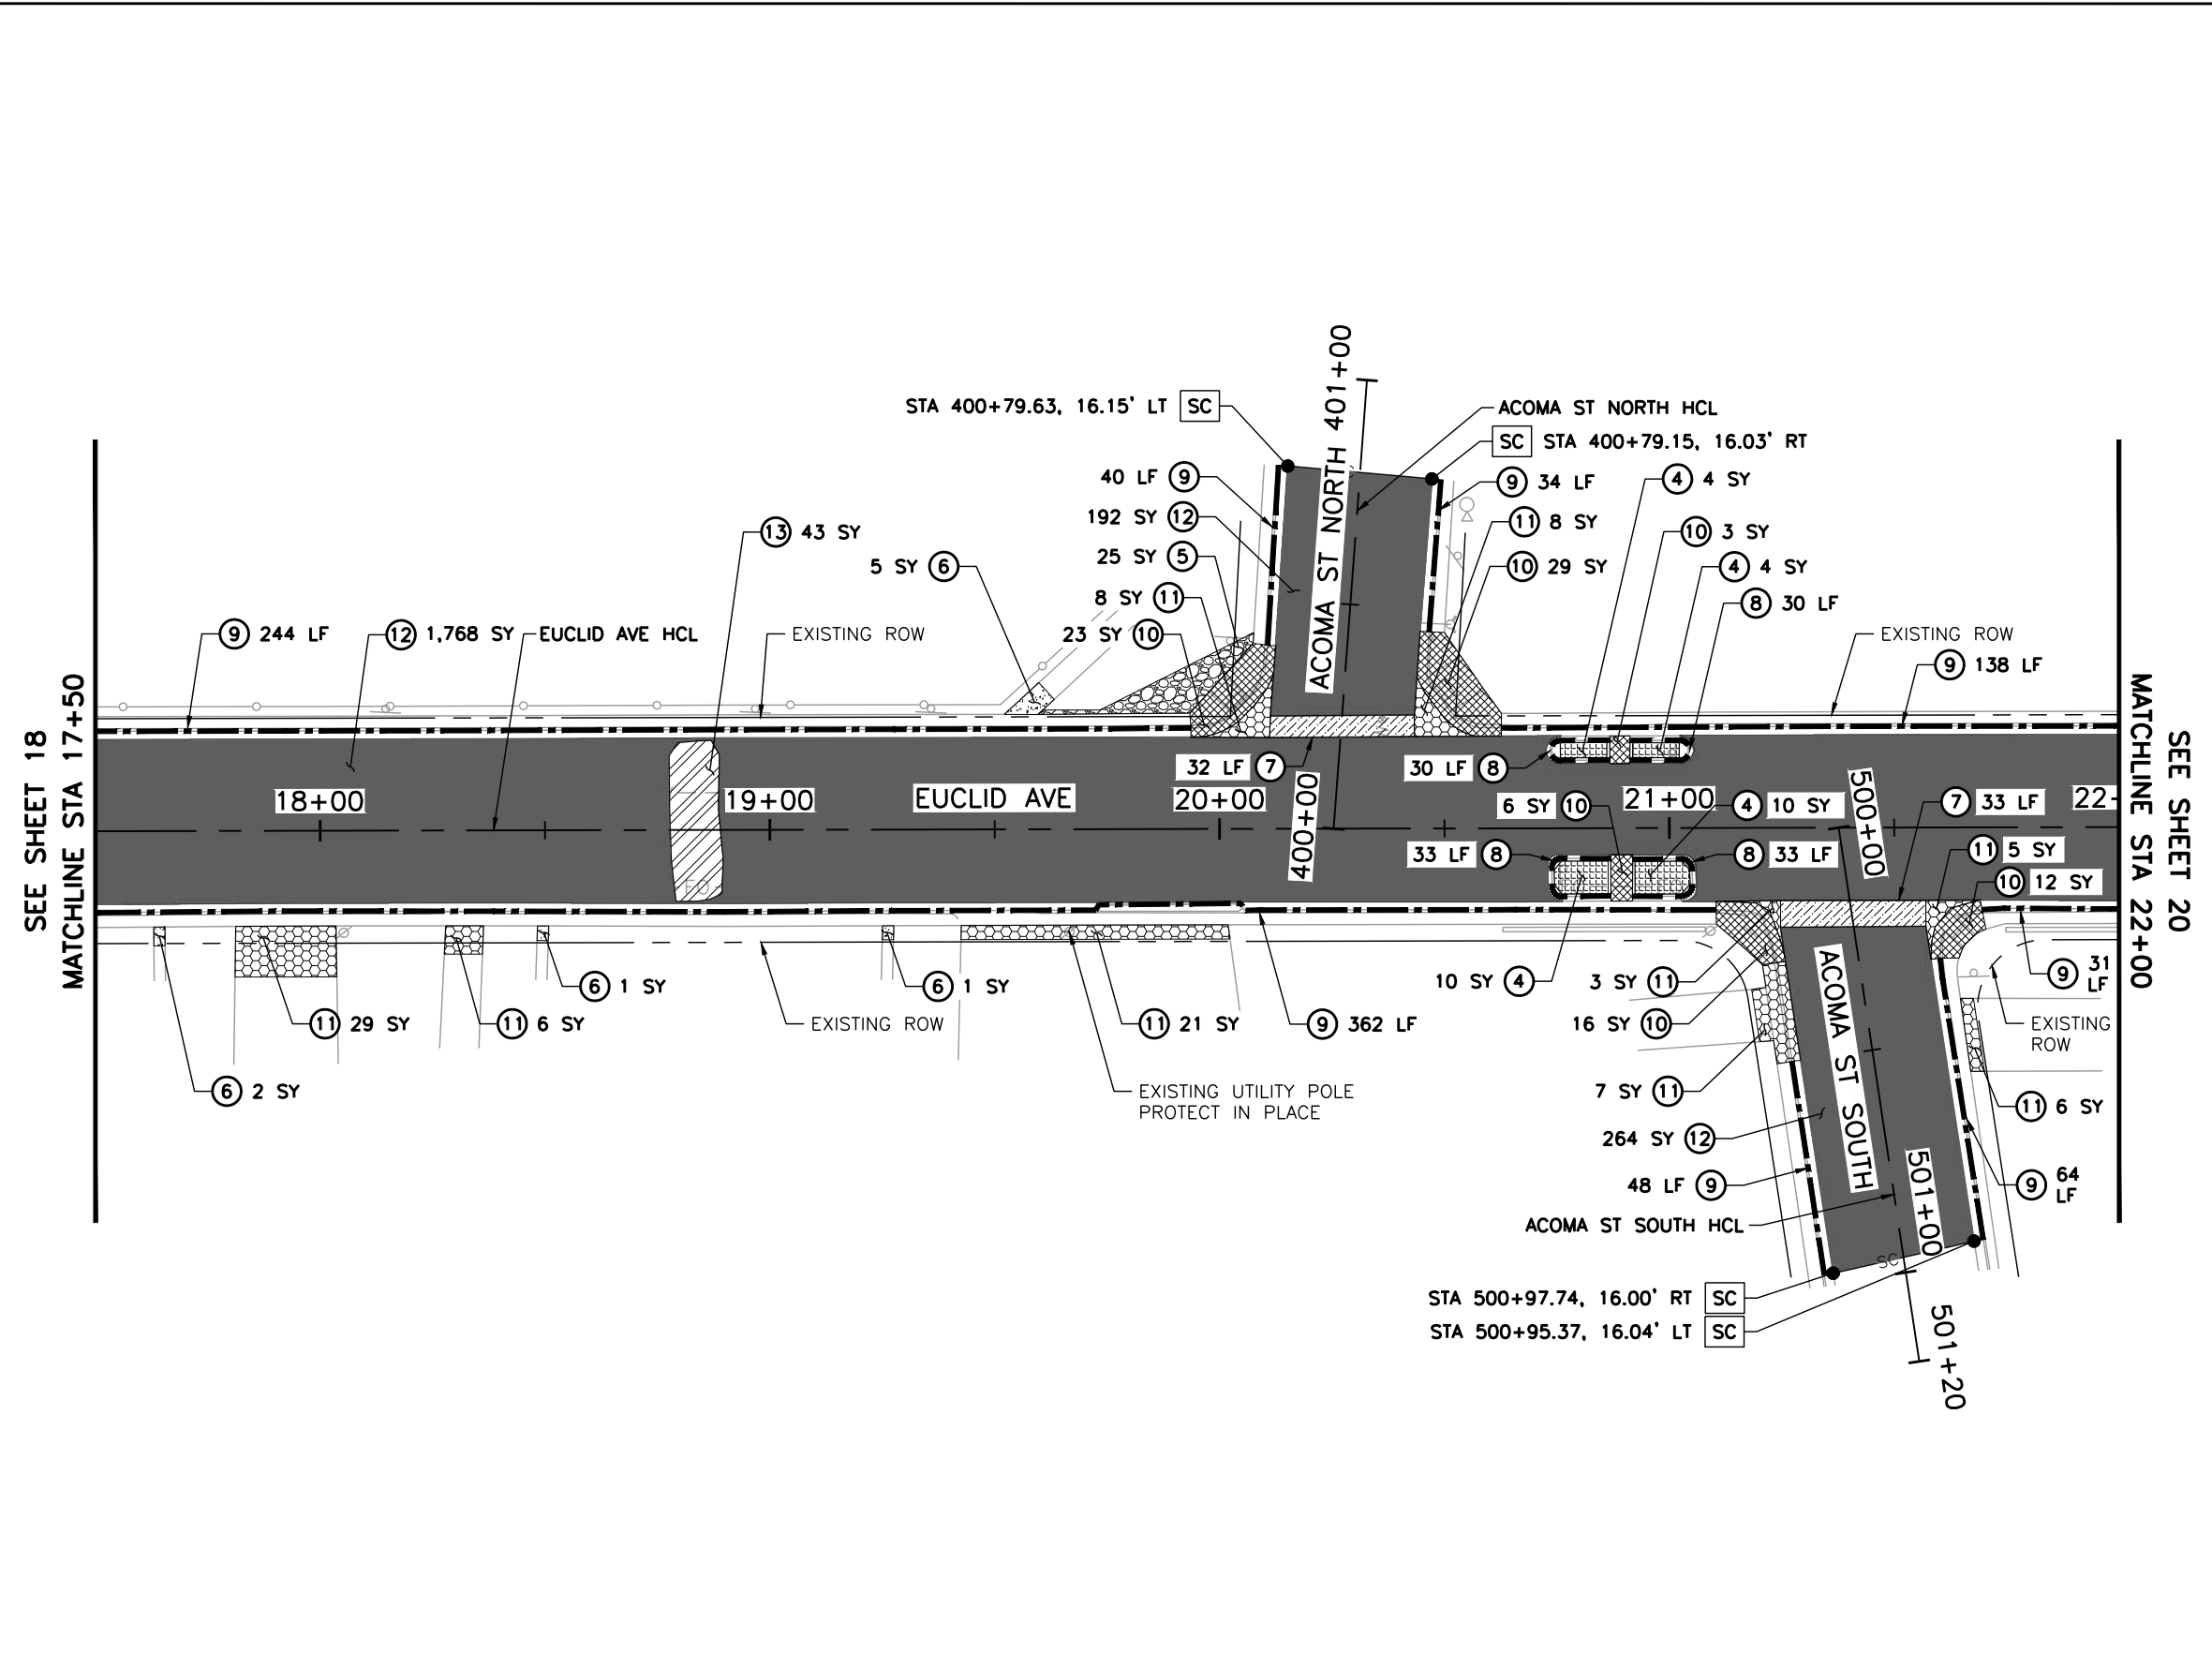 STA 400+79.63, 16.15' LT SC
ACOMA ST NORTH 401+00
ACOMA ST NORTH HCL
SC STA 400+79.15, 16.03' RT
40 LF 9
9 34 LF
4 4 SY
192 SY 12
11 8 SY
10 3 SY
13 43 SY
25 SY 5
5 SY 6
10 29 SY
4 4 SY
8 SY 11
8 30 LF
9 244 LF
12 1,768 SY
EUCLID AVE HCL
EXISTING ROW
23 SY 10
EXISTING ROW
9 138 LF
SEE SHEET 18
MATCHLINE STA 17+50
MATCHLINE STA 22+00
SEE SHEET 20
32 LF 7
30 LF 8
18+00
19+00
EUCLID AVE
20+00
400+00
6 SY 10
21+00
4 10 SY
500+00
7 33 LF
22-
33 LF 8
8 33 LF
11 5 SY
10 12 SY
FO
6 1 SY
6 1 SY
10 SY 4
3 SY 11
9 31
LF
11 29 SY
11 6 SY
EXISTING ROW
11 21 SY
9 362 LF
16 SY 10
EXISTING
ROW
6 2 SY
EXISTING UTILITY POLE
PROTECT IN PLACE
7 SY 11
ACOMA ST SOUTH
11 6 SY
264 SY 12
48 LF 9
9 64
LF
501+00
ACOMA ST SOUTH HCL
SC
STA 500+97.74, 16.00' RT SC
STA 500+95.37, 16.04' LT SC
501+20